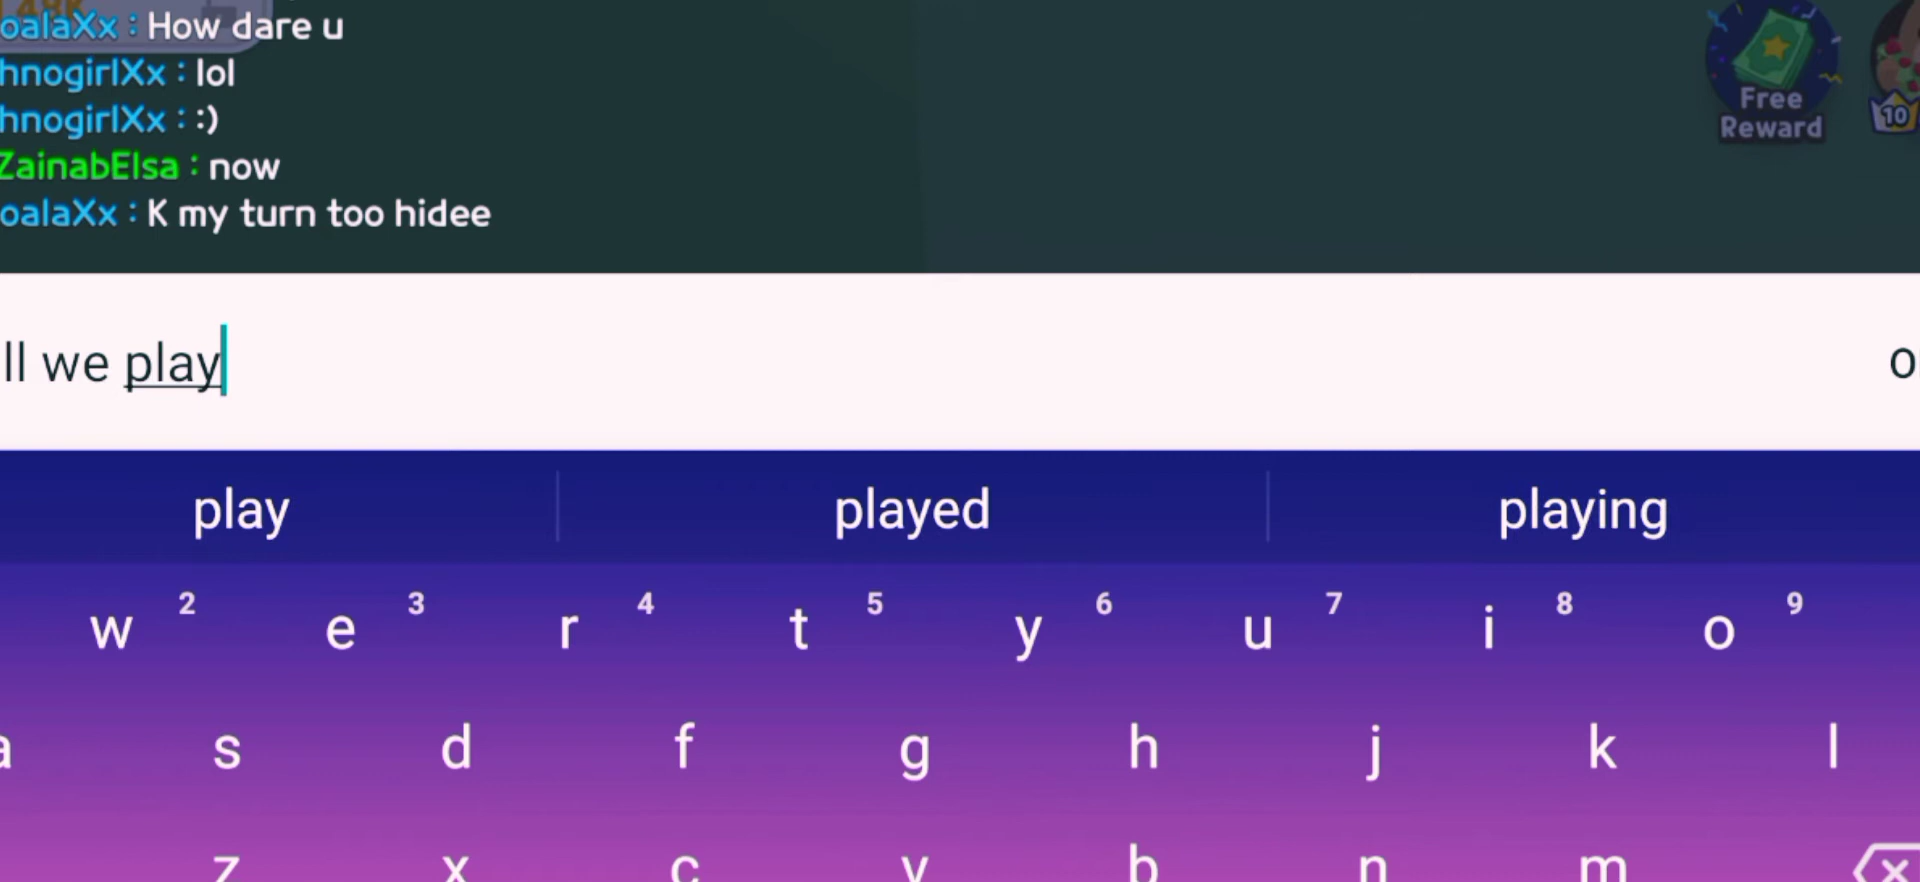 oalaXx : How dare u
hnogirlXx : lol
hnogirlXx : :)
ZainabElsa : now
oalaXx : K my turn too hidee
Free
Reward
10
ll we play
play played playing
w 2 e 3 r 4 t 5 y 6 u 7 i 8 o 9
a s d f g h j k l
z x c v b n m